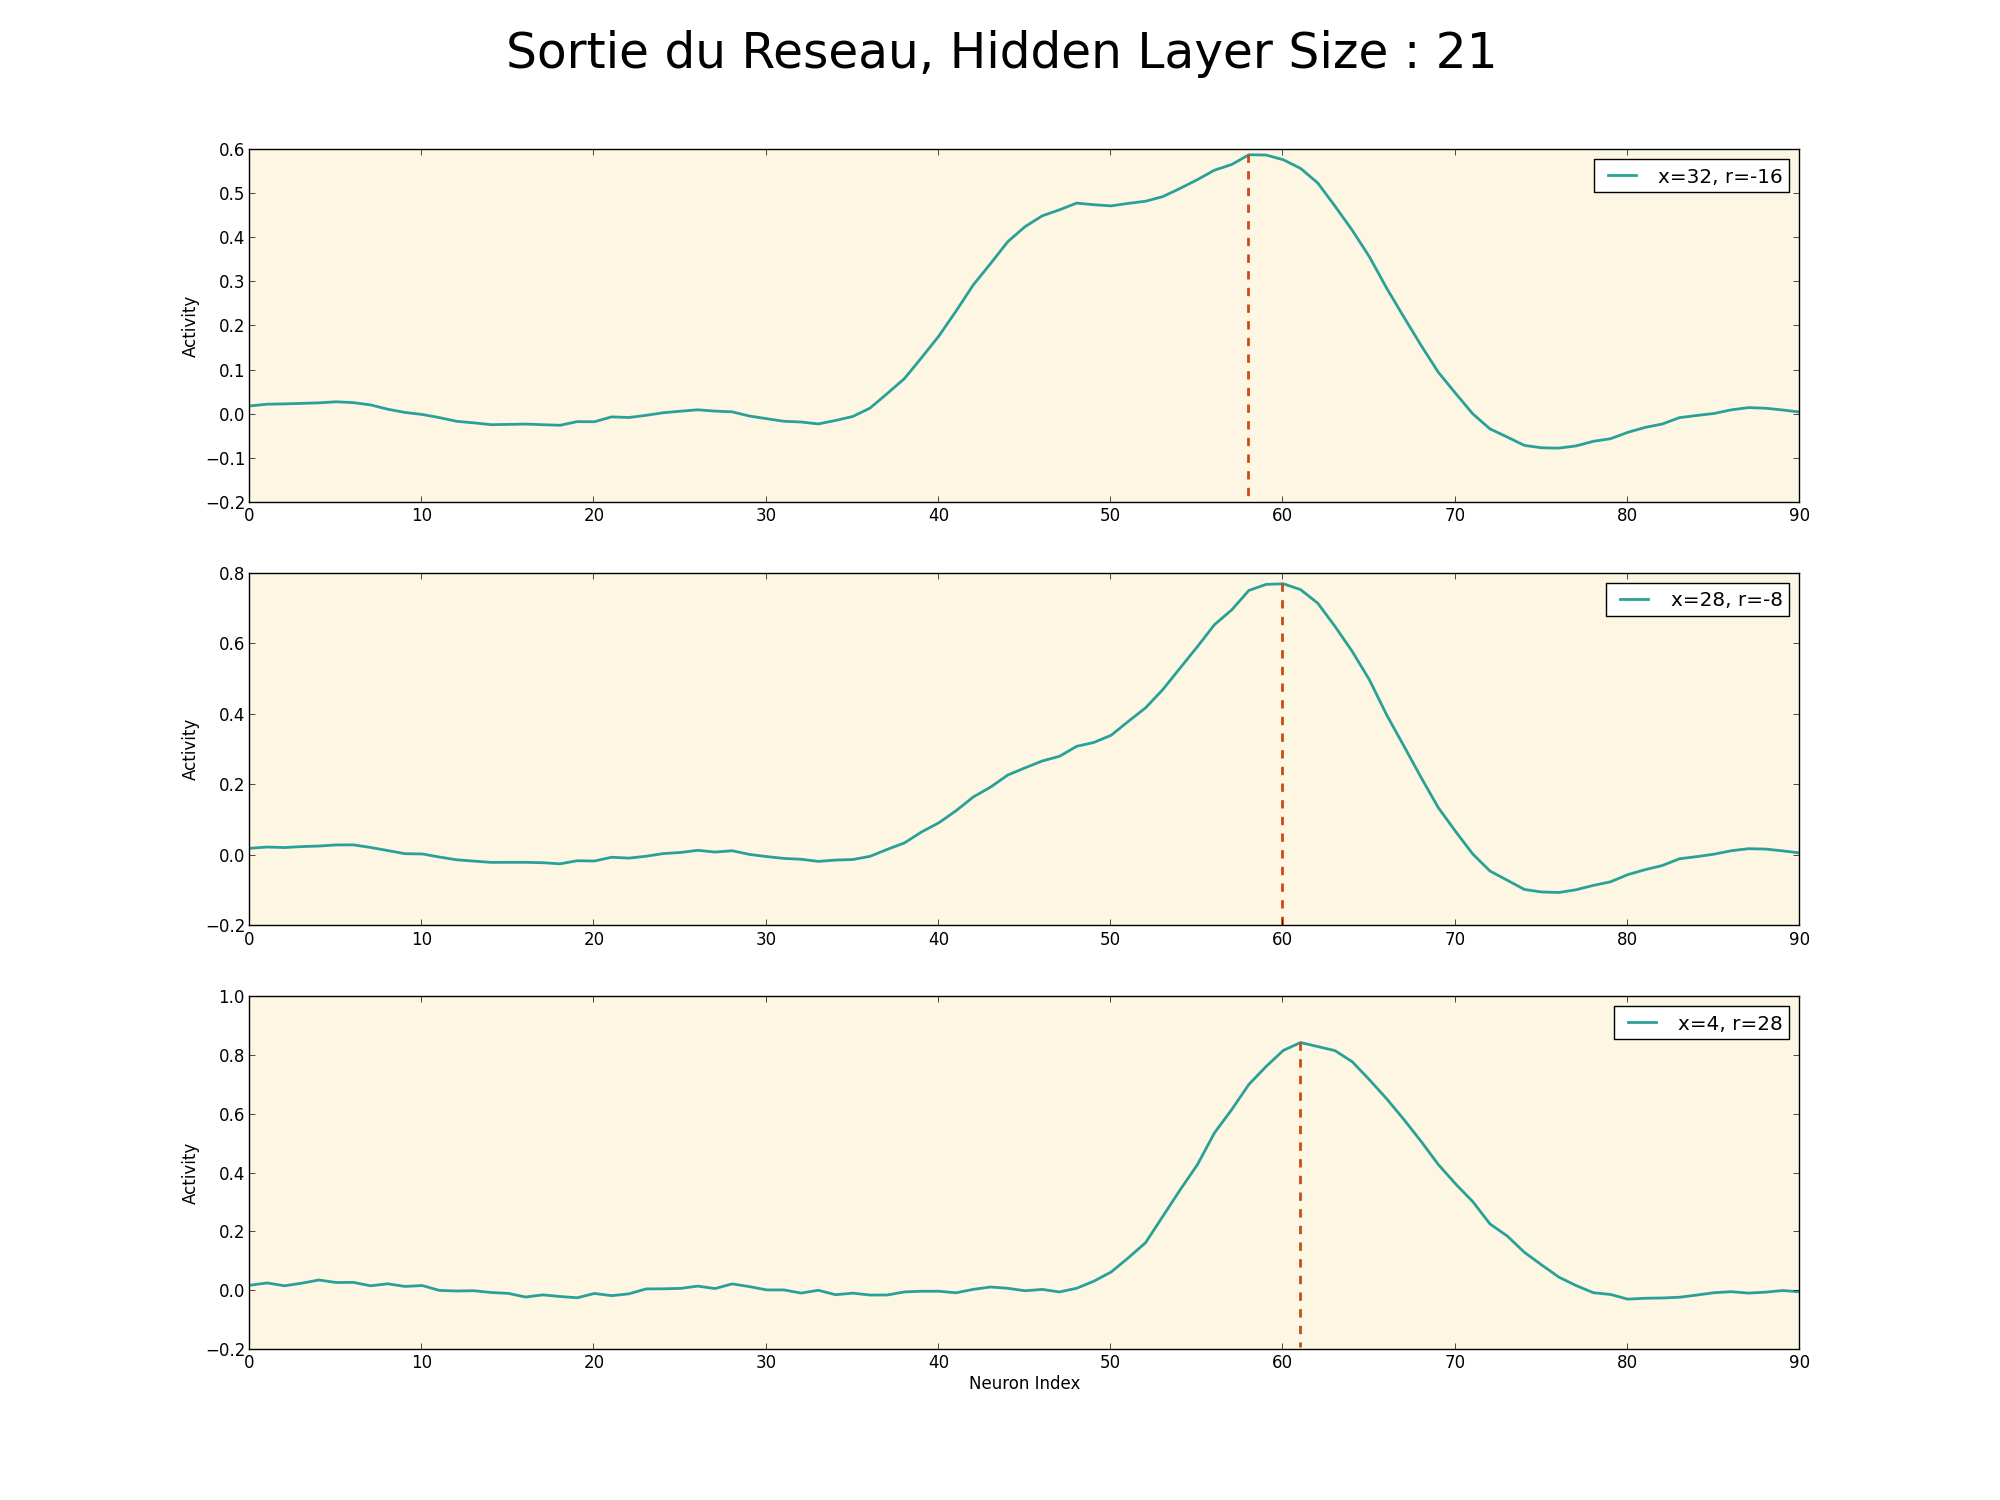 Sortie du Reseau, Hidden Layer Size : 21
0.6
0.5
0.4
0.3
0.2
0.1
0.0
−0.1
−0.2
Activity
x=32, r=-16
0 10 20 30 40 50 60 70 80 90
0.8
0.6
0.4
0.2
0.0
−0.2
Activity
x=28, r=-8
0 10 20 30 40 50 60 70 80 90
1.0
0.8
0.6
0.4
0.2
0.0
−0.2
Activity
x=4, r=28
0 10 20 30 40 50 60 70 80 90
Neuron Index